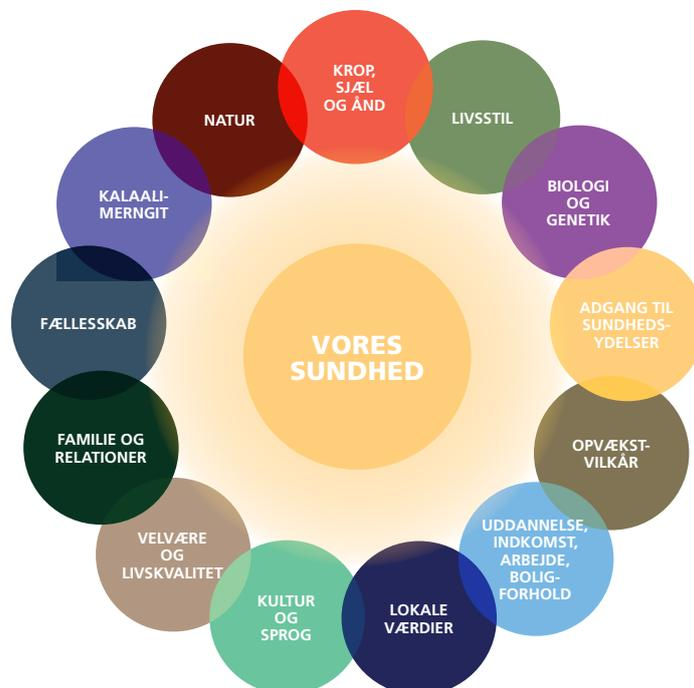 KROP,
SJÆL
OG ÅND
LIVSSTIL
BIOLOGI
OG
GENETIK
ADGANG TIL
SUNDHEDS-
YDELSER
OPVÆKST-
VILKÅR
UDDANNELSE,
INDKOMST,
ARBEJDE,
BOLIG-
FORHOLD
LOKALE
VÆRDIER
KULTUR
OG
SPROG
VELVÆRE
OG
LIVSKVALITET
FAMILIE OG
RELATIONER
FÆLLESSKAB
KALAALI-
MERNGIT
NATUR
VORES
SUNDHED